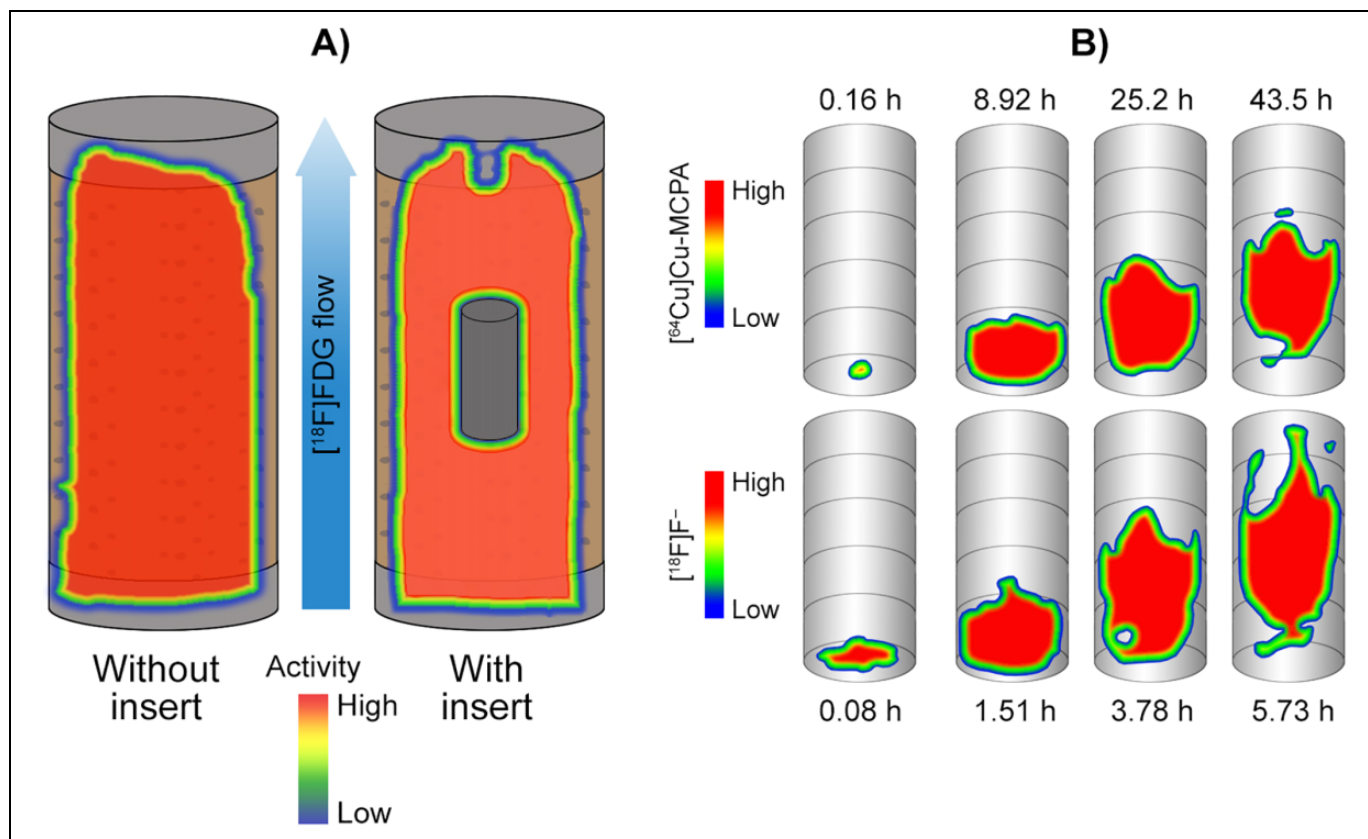 A)
[¹⁸F]FDG flow
Without
insert
With
insert
Activity
High
Low
B)
0.16 h
8.92 h
25.2 h
43.5 h
[⁶⁴Cu]Cu-MCPA
High
Low
[¹⁸F]F⁻
High
Low
0.08 h
1.51 h
3.78 h
5.73 h